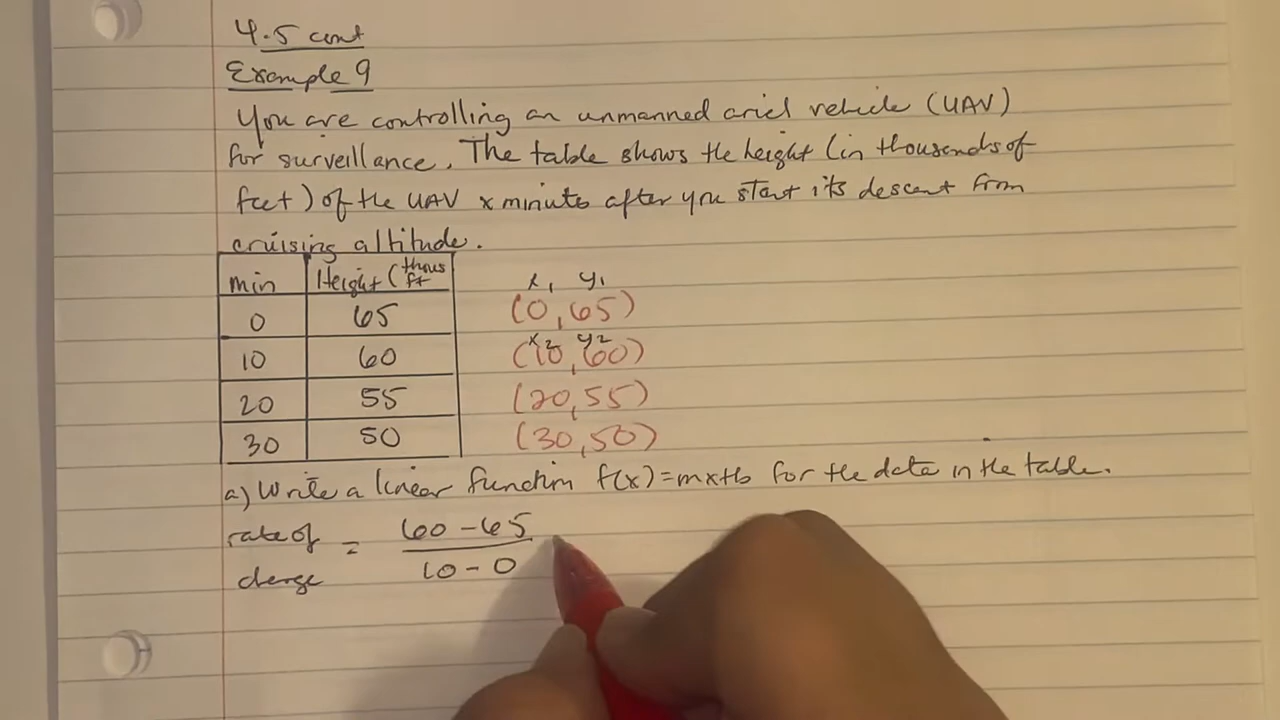 4.5 cont
Example 9
You are controlling an unmanned ariel vehicle (UAV)
for surveillance. The table shows the height (in thousands of
feet) of the UAV x minute after you start its descent from
cruising altitude.
min Height (thous ft
x1 y1
0 65 (0,65)
x2 y2
10 60 (10,60)
20 55 (20,55)
30 50 (30,50)
a) Write a linear function f(x)=mx+b for the data in the table.
rate of change = 60-65
10-0